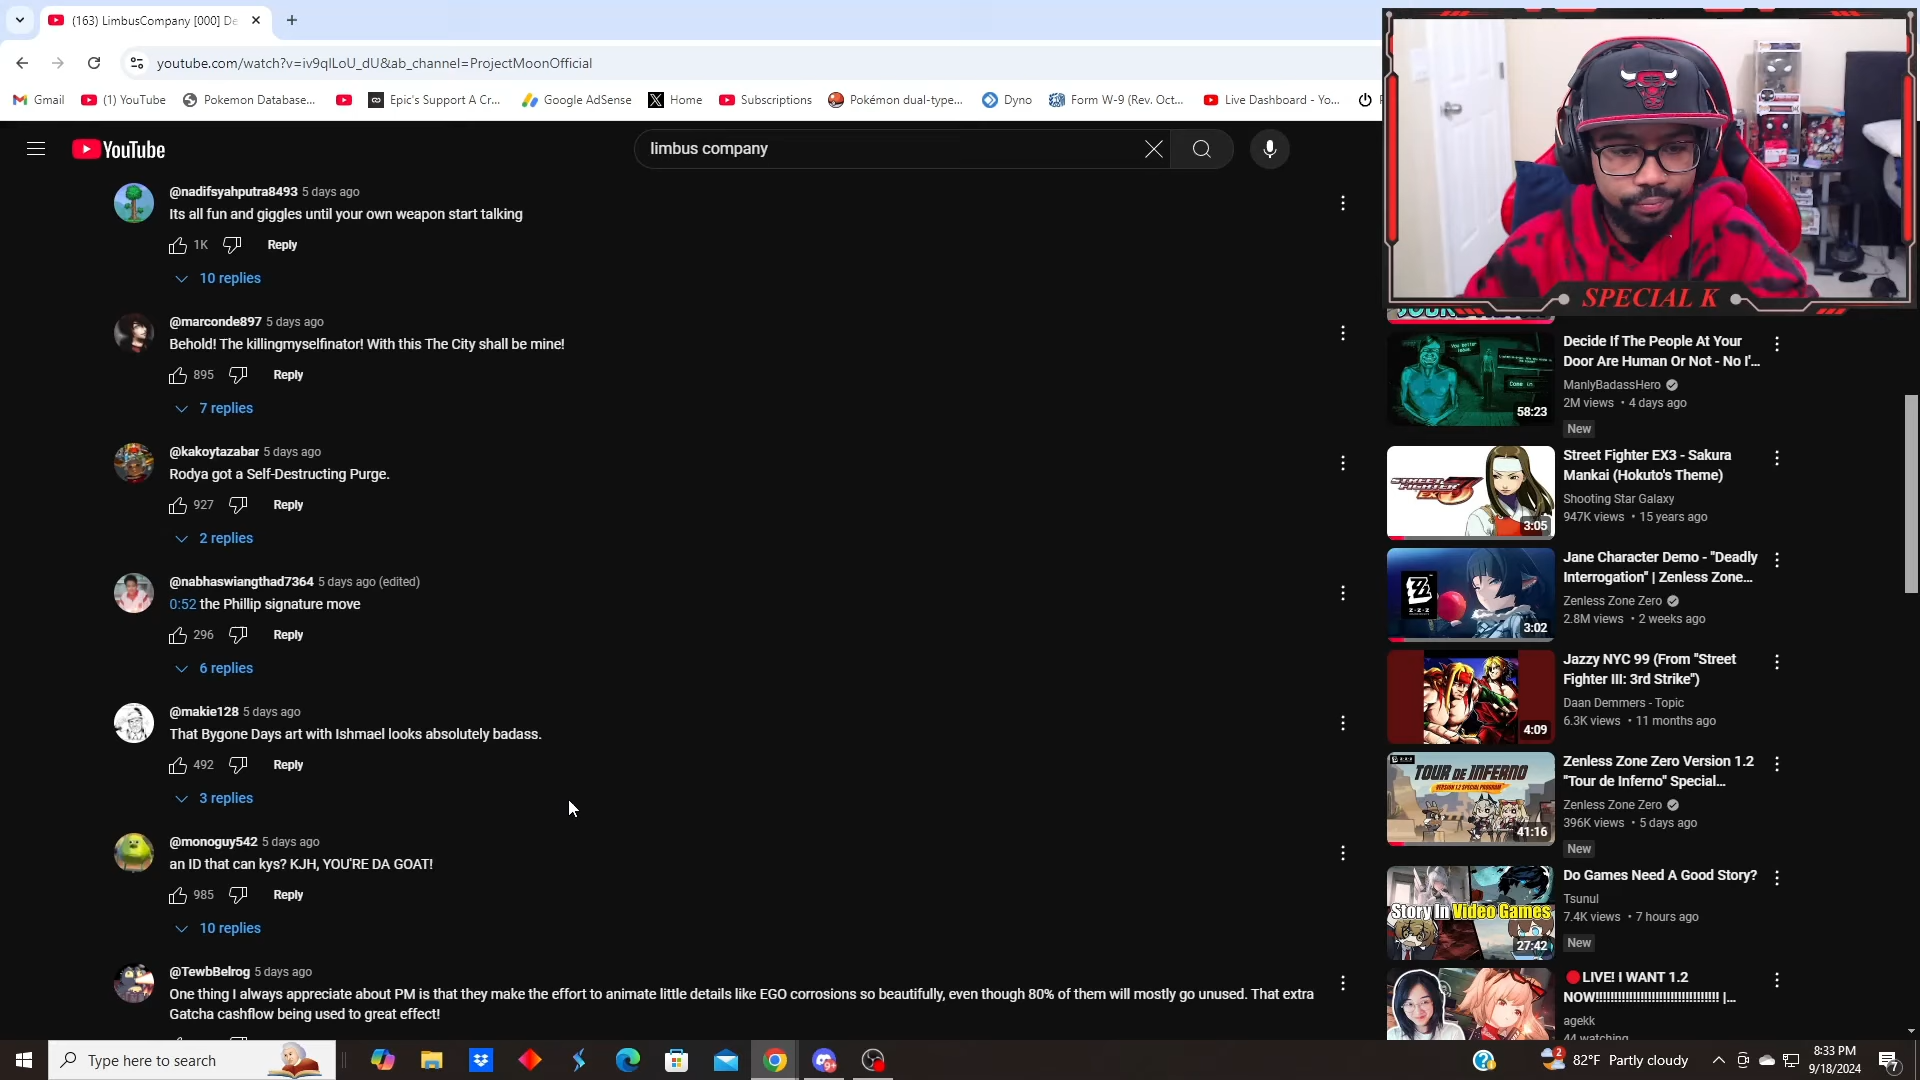 (163) LimbusCompany [000] De
youtube.com/watch?v=iv9qlLoU_dU&ab_channel=ProjectMoonOfficial
Gmail (1) YouTube Pokemon Database... Epic's Support A Cr... Google AdSense Home Subscriptions Pokémon dual-type... Dyno Form W-9 (Rev. Oct... Live Dashboard - Yo...
YouTube
limbus company
@nadifsyahputra8493 5 days ago
Its all fun and giggles until your own weapon start talking
1K Reply
10 replies
@marconde897 5 days ago
Behold! The killingmyselfinator! With this The City shall be mine!
895 Reply
7 replies
@kakoytazabar 5 days ago
Rodya got a Self-Destructing Purge.
927 Reply
2 replies
@nabhaswiangthad7364 5 days ago (edited)
0:52 the Phillip signature move
296 Reply
6 replies
@makie128 5 days ago
That Bygone Days art with Ishmael looks absolutely badass.
492 Reply
3 replies
@monoguy542 5 days ago
an ID that can kys? KJH, YOU'RE DA GOAT!
985 Reply
10 replies
@TewbBelrog 5 days ago
One thing I always appreciate about PM is that they make the effort to animate little details like EGO corrosions so beautifully, even though 80% of them will mostly go unused. That extra
Gatcha cashflow being used to great effect!
SPECIAL K
Decide If The People At Your
Door Are Human Or Not - No I'...
ManlyBadassHero
2M views • 4 days ago
New
Come in
58:23
Street Fighter EX3 - Sakura
Mankai (Hokuto's Theme)
Shooting Star Galaxy
947K views • 15 years ago
3:05
Jane Character Demo - "Deadly
Interrogation" | Zenless Zone...
Zenless Zone Zero
2.8M views • 2 weeks ago
3:02
Jazzy NYC 99 (From "Street
Fighter III: 3rd Strike")
Daan Demmers - Topic
6.3K views • 11 months ago
4:09
Zenless Zone Zero Version 1.2
"Tour de Inferno" Special...
Zenless Zone Zero
396K views • 5 days ago
New
TOUR DE INFERNO
VERSION 1.2 SPECIAL PROGRAM
41:16
Do Games Need A Good Story?
Tsunul
7.4K views • 7 hours ago
New
Story In Video Games
27:42
LIVE! I WANT 1.2
NOW!!!!!!!!!!!!!!!!!!!!!!!!!!!!!!!!! |...
agekk
44 watching
Type here to search
82°F Partly cloudy
8:33 PM
9/18/2024